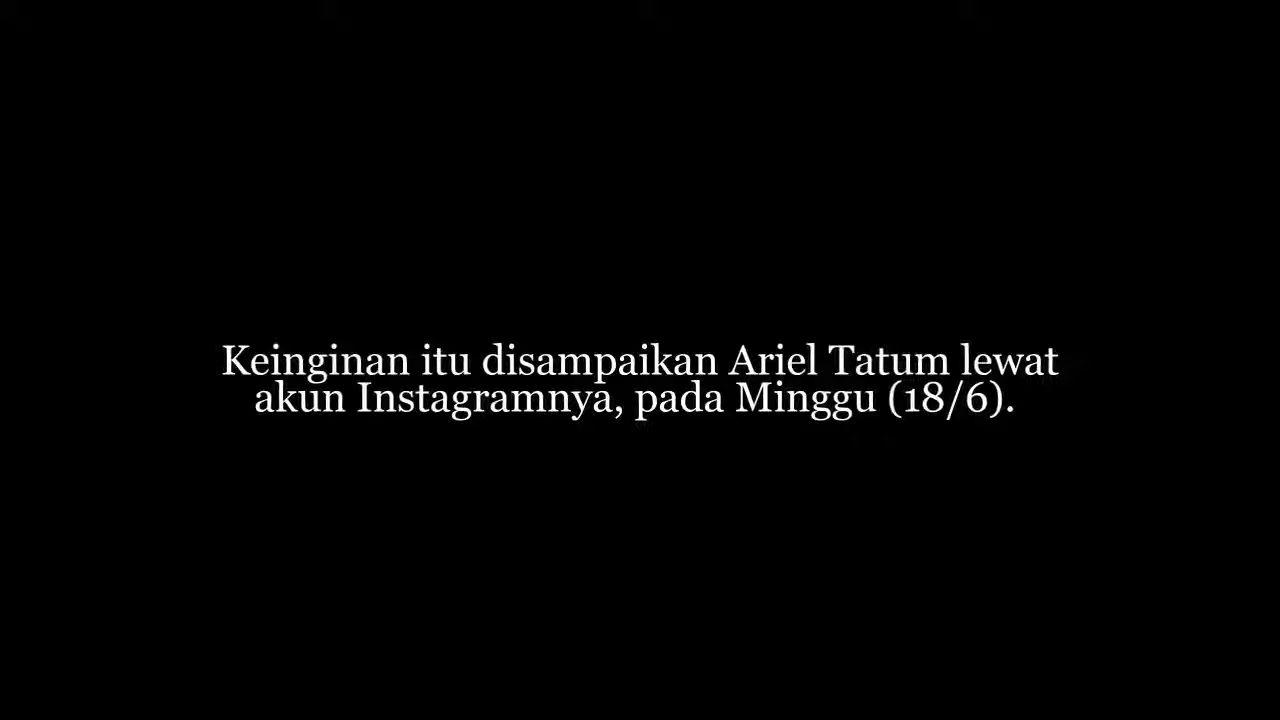 Keinginan itu disampaikan Ariel Tatum lewat
akun Instagramnya, pada Minggu (18/6).